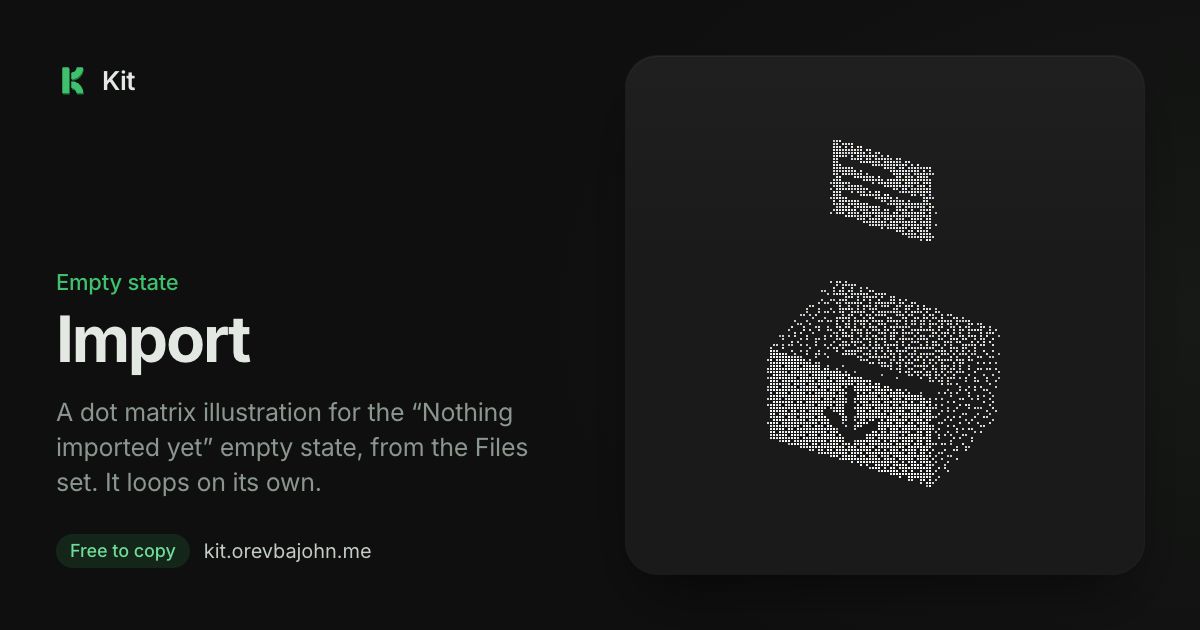 Kit
Empty state
Import
A dot matrix illustration for the “Nothing
imported yet” empty state, from the Files
set. It loops on its own.
Free to copy
kit.orevbajohn.me